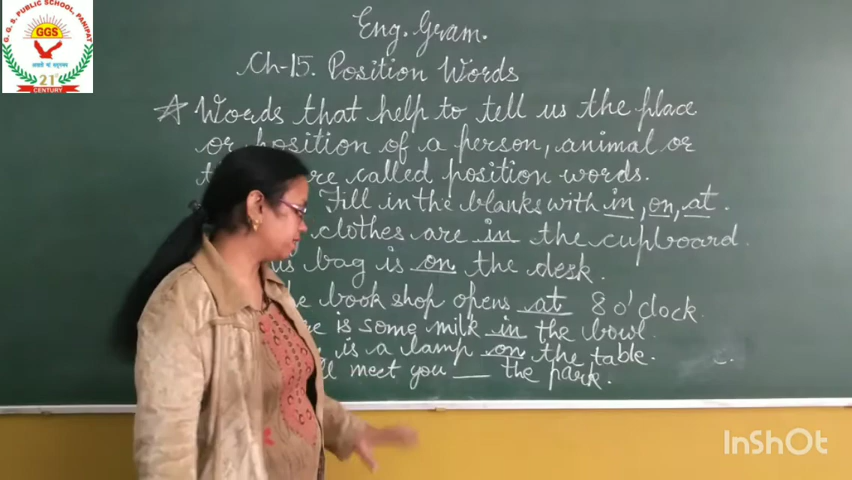 G.G.S. PUBLIC SCHOOL, PANIPAT
GGS
21
CENTURY
Eng. Gram.
Ch-15. Position Words
Words that help to tell us the place
or position of a person, animal or
are called position words.
Fill in the blanks with in, on, at.
clothes are in the cupboard.
bag is on the desk.
book shop opens at 8 o'clock.
is some milk in the bowl.
is a lamp on the table.
meet you ___ the park.
InShOt